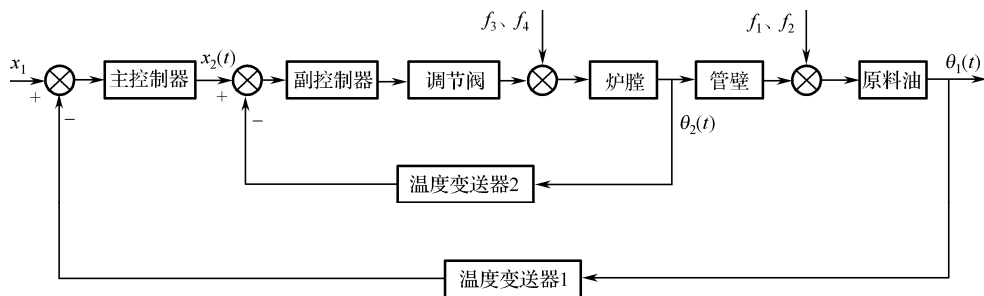 f₃、f₄
f₁、f₂
x₁
x₂(t)
θ₁(t)
+
主控制器
+
副控制器
调节阀
炉膛
管壁
原料油
−
−
θ₂(t)
温度变送器2
温度变送器1